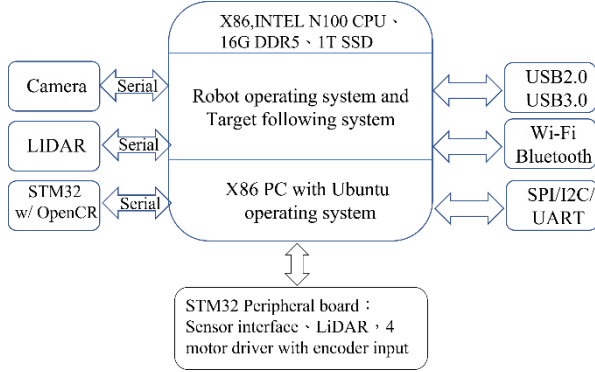 X86,INTEL N100 CPU、
16G DDR5、1T SSD
Robot operating system and
Target following system
X86 PC with Ubuntu
operating system
Camera
Serial
LIDAR
Serial
STM32
w/ OpenCR
Serial
USB2.0
USB3.0
Wi-Fi
Bluetooth
SPI/I2C/
UART
STM32 Peripheral board：
Sensor interface、LiDAR，4
motor driver with encoder input